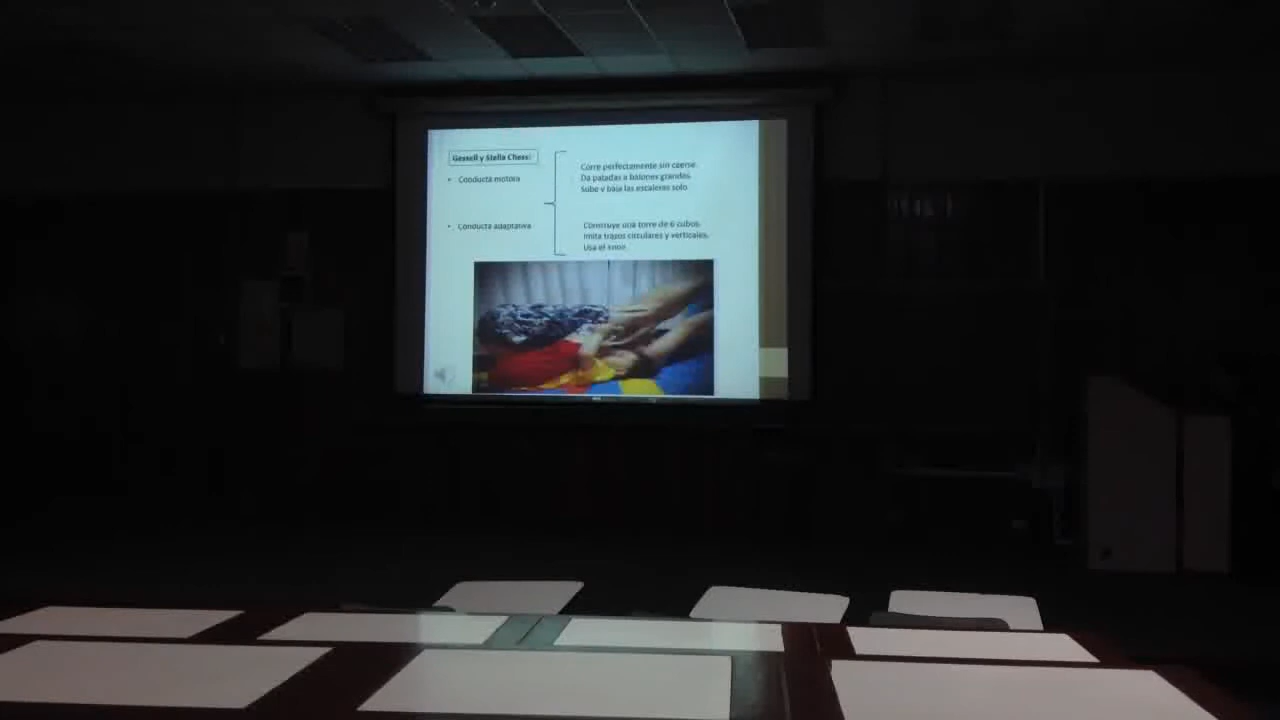 Gessell y Stella Chess:
• Conducta motora
Corre perfectamente sin caerse.
Da patadas a balones grandes.
Sube y baja las escaleras solo
• Conducta adaptativa
Construye una torre de 6 cubos.
Imita trazos circulares y verticales.
Usa el